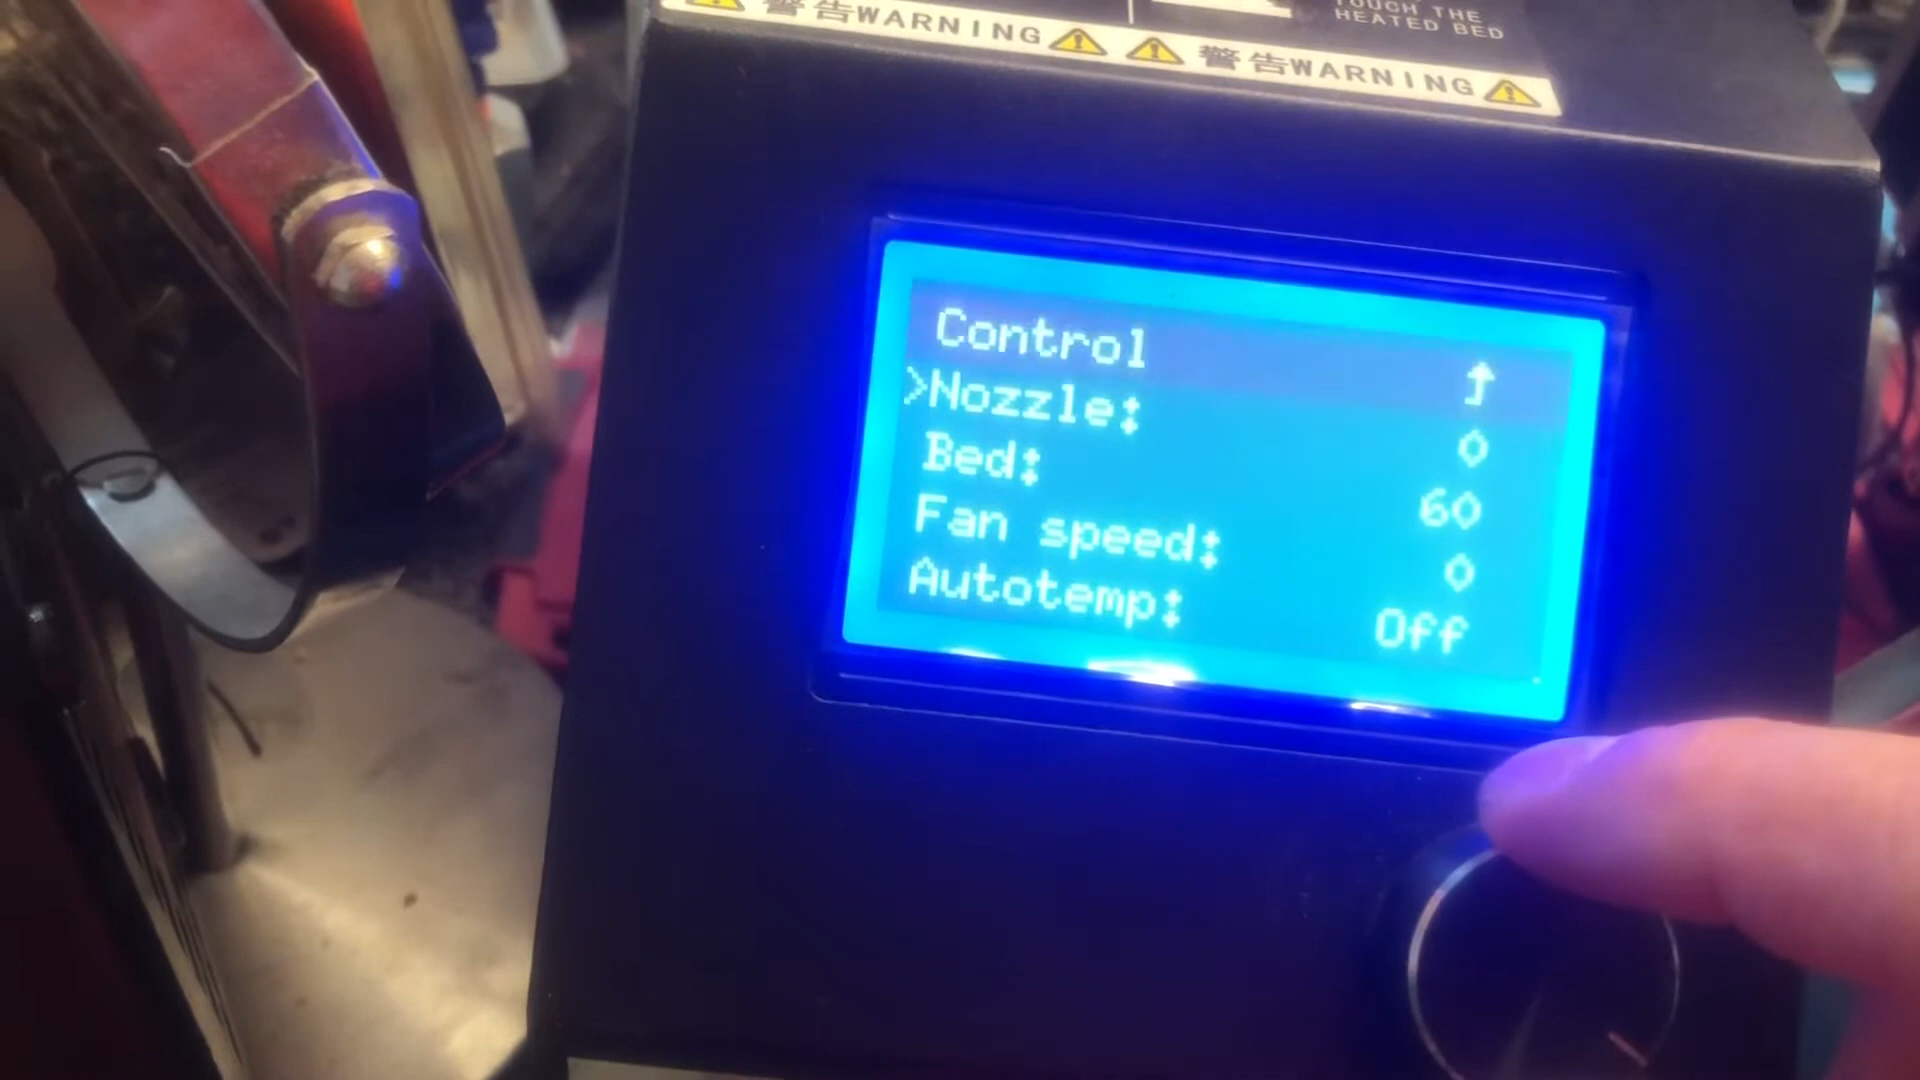 TOUCH THE
HEATED BED
警告WARNING 警告WARNING
Control
>Nozzle: 0
Bed: 60
Fan speed: 0
Autotemp: Off